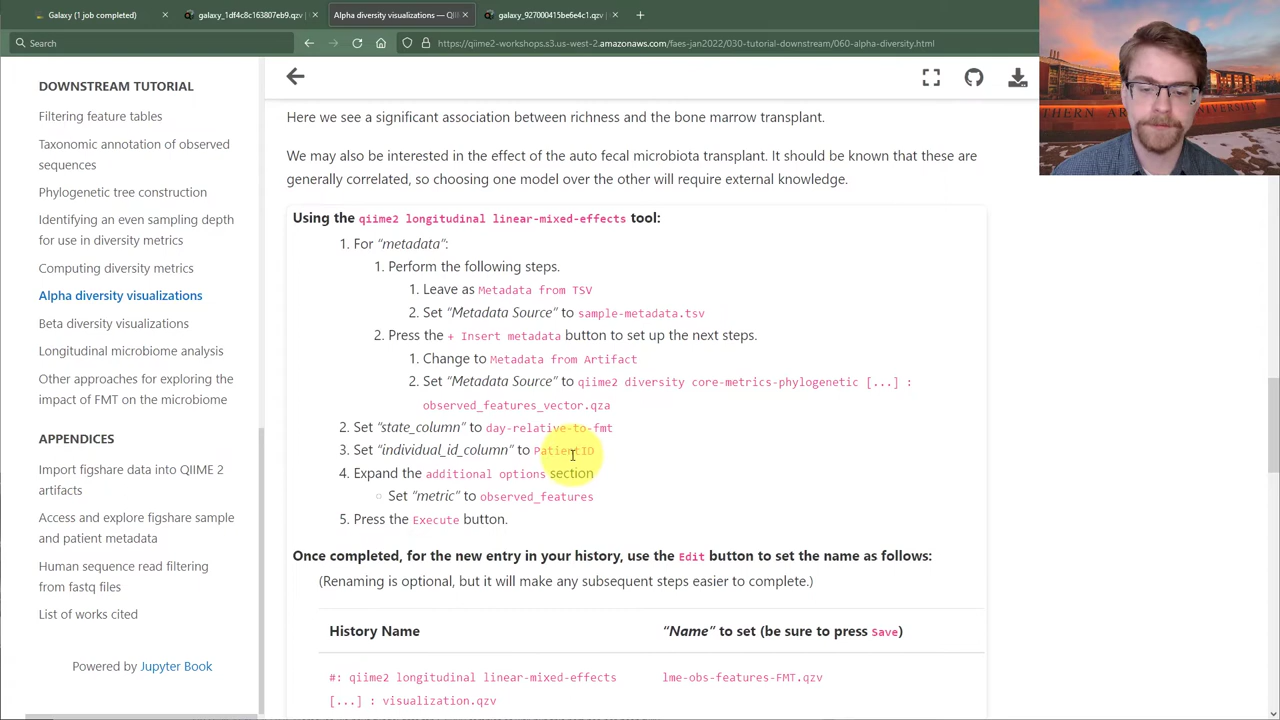 Galaxy (1 job completed)
galaxy_1df4c8c163807eb9.qzv
Alpha diversity visualizations — QII
galaxy_927000415be6e4c1.qzv
Search
https://qiime2-workshops.s3.us-west-2.amazonaws.com/faes-jan2022/030-tutorial-downstream/060-alpha-diversity.html
DOWNSTREAM TUTORIAL
Filtering feature tables
Taxonomic annotation of observed
sequences
Phylogenetic tree construction
Identifying an even sampling depth
for use in diversity metrics
Computing diversity metrics
Alpha diversity visualizations
Beta diversity visualizations
Longitudinal microbiome analysis
Other approaches for exploring the
impact of FMT on the microbiome
APPENDICES
Import figshare data into QIIME 2
artifacts
Access and explore figshare sample
and patient metadata
Human sequence read filtering
from fastq files
List of works cited
Powered by Jupyter Book
Here we see a significant association between richness and the bone marrow transplant.
We may also be interested in the effect of the auto fecal microbiota transplant. It should be known that these are
generally correlated, so choosing one model over the other will require external knowledge.
Using the qiime2 longitudinal linear-mixed-effects tool:
1. For “metadata”:
1. Perform the following steps.
1. Leave as Metadata from TSV
2. Set “Metadata Source” to sample-metadata.tsv
2. Press the + Insert metadata button to set up the next steps.
1. Change to Metadata from Artifact
2. Set “Metadata Source” to qiime2 diversity core-metrics-phylogenetic [...] :
observed_features_vector.qza
2. Set “state_column” to day-relative-to-fmt
3. Set “individual_id_column” to PatientID
4. Expand the additional options section
Set “metric” to observed_features
5. Press the Execute button.
Once completed, for the new entry in your history, use the Edit button to set the name as follows:
(Renaming is optional, but it will make any subsequent steps easier to complete.)
History Name
“Name” to set (be sure to press Save)
#: qiime2 longitudinal linear-mixed-effects
[...] : visualization.qzv
lme-obs-features-FMT.qzv